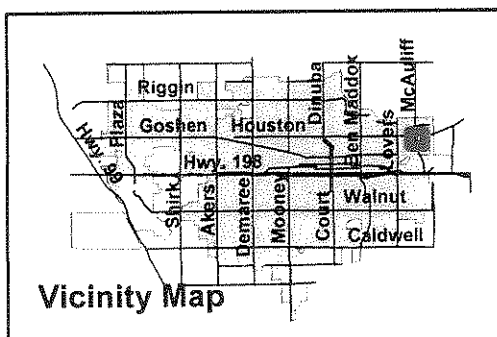 Riggin
Plaza
Dinuba
Ben Maddox
McAuliff
Goshen
Houston
Lovers
Hwy. 99
Hwy. 198
Shirk
Akers
Demaree
Mooney
Court
Walnut
Caldwell
Vicinity Map